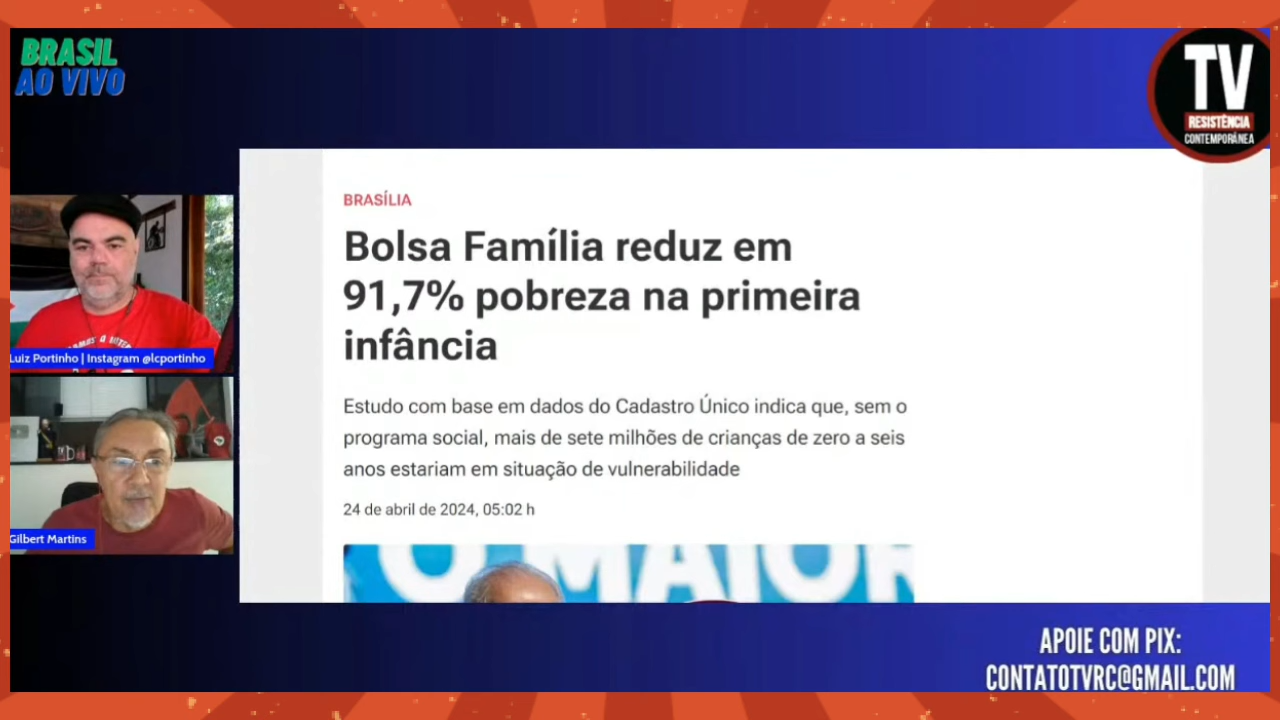 BRASIL
AO VIVO
TV
RESISTÊNCIA
CONTEMPORÂNEA
BRASÍLIA
Bolsa Família reduz em
91,7% pobreza na primeira
infância
Estudo com base em dados do Cadastro Único indica que, sem o
programa social, mais de sete milhões de crianças de zero a seis
anos estariam em situação de vulnerabilidade
24 de abril de 2024, 05:02 h
O MAIOR
Luiz Portinho | Instagram @lcportinho
Gilbert Martins
APOIE COM PIX:
CONTATOTVRC@GMAIL.COM